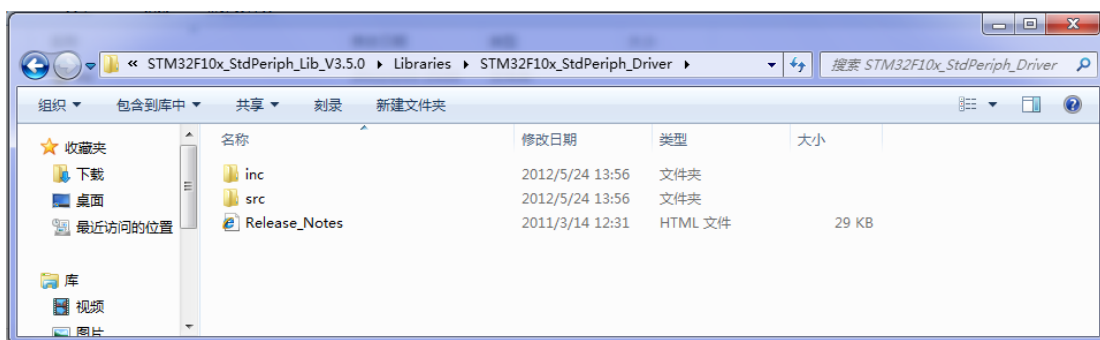 « STM32F10x_StdPeriph_Lib_V3.5.0 ▸ Libraries ▸ STM32F10x_StdPeriph_Driver ▸ 搜索 STM32F10x_StdPeriph_Driver
组织 包含到库中 共享 刻录 新建文件夹
收藏夹 名称 修改日期 类型 大小
下载 inc 2012/5/24 13:56 文件夹
桌面 src 2012/5/24 13:56 文件夹
最近访问的位置 Release_Notes 2011/3/14 12:31 HTML 文件 29 KB
库
视频
图片